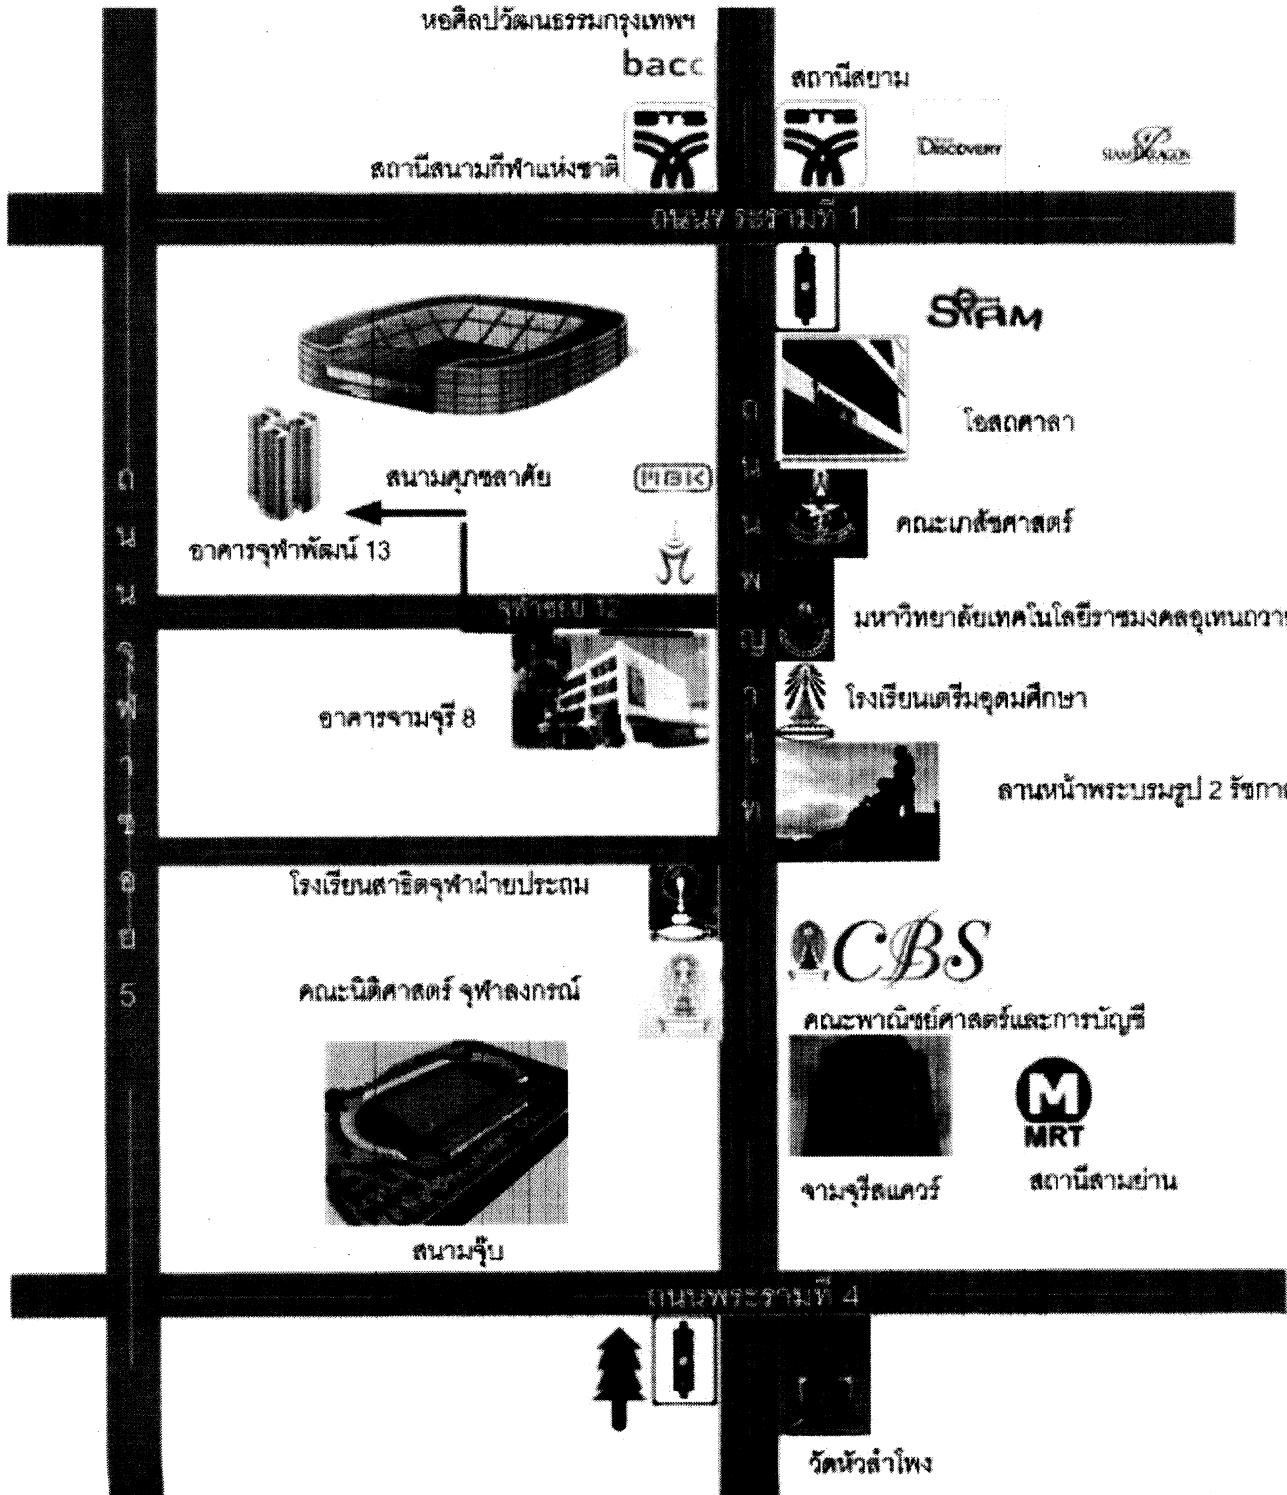 หอศิลปวัฒนธรรมกรุงเทพฯ
bacc
สถานีสยาม
BTS
BTS
DISCOVERY
SIAM PARAGON
สถานีสนามกีฬาแห่งชาติ
ถนนพระรามที่ 1
SIAM
โอสถศาลา
สนามศุภชลาศัย
MBK
คณะเภสัชศาสตร์
อาคารจุฬาพัฒน์ 13
จุฬาซอย 12
มหาวิทยาลัยเทคโนโลยีราชมงคลอุเทนถวาย
โรงเรียนเตรียมอุดมศึกษา
อาคารจามจุรี 8
ลานหน้าพระบรมรูป 2 รัชกาล
ถนนพญาไท
ถนนจุฬาซอย 5
โรงเรียนสาธิตจุฬาฝ่ายประถม
CBS
คณะนิติศาสตร์ จุฬาลงกรณ์
คณะพาณิชย์ศาสตร์และการบัญชี
M
MRT
จามจุรีสแควร์
สถานีสามย่าน
สนามจุ๊บ
ถนนพระรามที่ 4
วัดหัวลำโพง